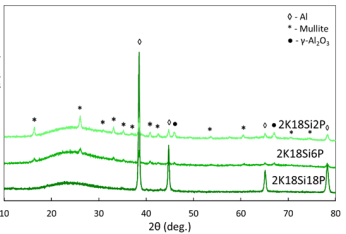 ◊ - Al
* - Mullite
● - γ-Al₂O₃
2K18Si2P
2K18Si6P
2K18Si18P
10 20 30 40 50 60 70 80
2θ (deg.)